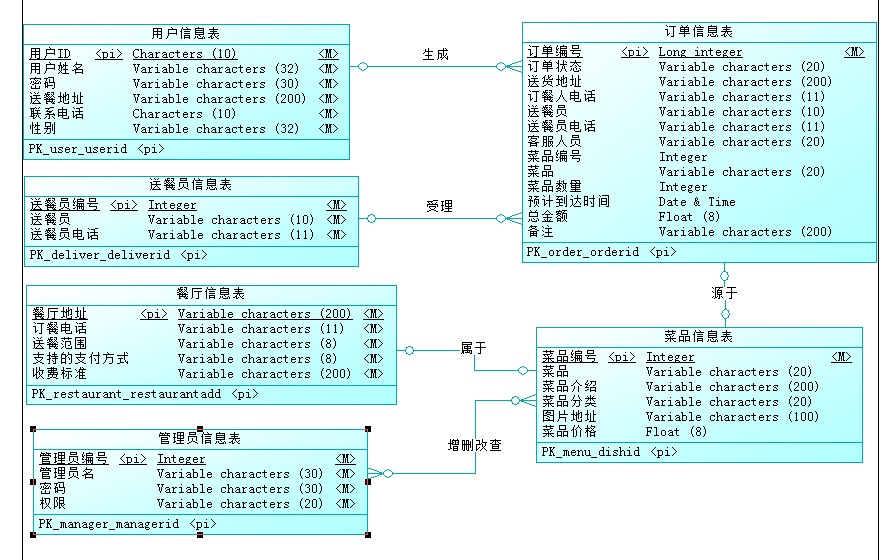 用户信息表
用户ID <pi> Characters (10) <M>
用户姓名 Variable characters (32) <M>
密码 Variable characters (30) <M>
送餐地址 Variable characters (200) <M>
联系电话 Characters (10) <M>
性别 Variable characters (32) <M>
PK_user_userid <pi>
生成
订单信息表
订单编号 <pi> Long integer <M>
订单状态 Variable characters (20)
送货地址 Variable characters (200)
订餐人电话 Variable characters (11)
送餐员 Variable characters (10)
送餐员电话 Variable characters (11)
客服人员 Variable characters (20)
菜品编号 Integer
菜品 Variable characters (20)
菜品数量 Integer
预计到达时间 Date & Time
总金额 Float (8)
备注 Variable characters (200)
PK_order_orderid <pi>
送餐员信息表
送餐员编号 <pi> Integer <M>
送餐员 Variable characters (10) <M>
送餐员电话 Variable characters (11) <M>
PK_deliver_deliverid <pi>
受理
源于
餐厅信息表
餐厅地址 <pi> Variable characters (200) <M>
订餐电话 Variable characters (11) <M>
送餐范围 Variable characters (8) <M>
支持的支付方式 Variable characters (8) <M>
收费标准 Variable characters (200) <M>
PK_restaurant_restaurantadd <pi>
属于
菜品信息表
菜品编号 <pi> Integer <M>
菜品 Variable characters (20)
菜品介绍 Variable characters (200)
菜品分类 Variable characters (20)
图片地址 Variable characters (100)
菜品价格 Float (8)
PK_menu_dishid <pi>
管理员信息表
管理员编号 <pi> Integer <M>
管理员名 Variable characters (30) <M>
密码 Variable characters (30) <M>
权限 Variable characters (20) <M>
PK_manager_managerid <pi>
增删改查